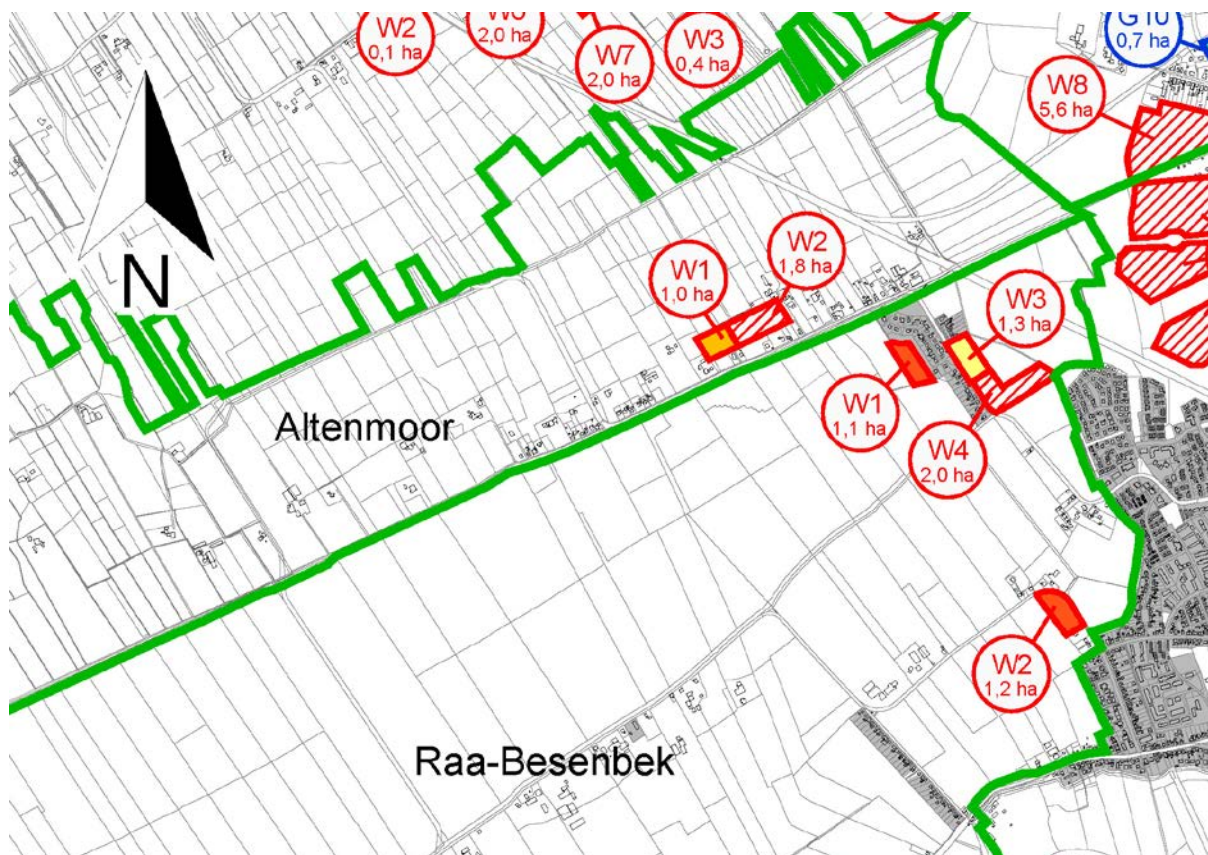 W2
0,1 ha
2,0 ha
W7
2,0 ha
W3
0,4 ha
G10
0,7 ha
W8
5,6 ha
N
W1
1,0 ha
W2
1,8 ha
W3
1,3 ha
W1
1,1 ha
W4
2,0 ha
Altenmoor
W2
1,2 ha
Raa-Besenbek